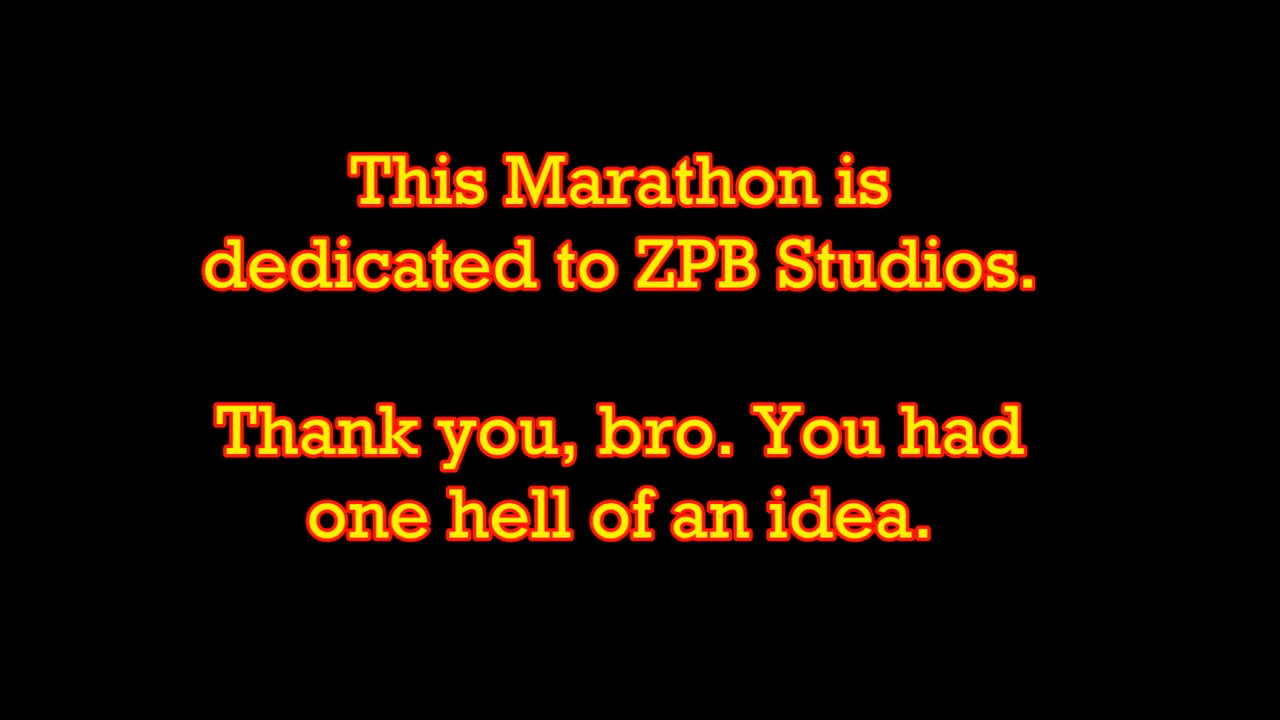 This Marathon is
dedicated to ZPB Studios.
Thank you, bro. You had
one hell of an idea.